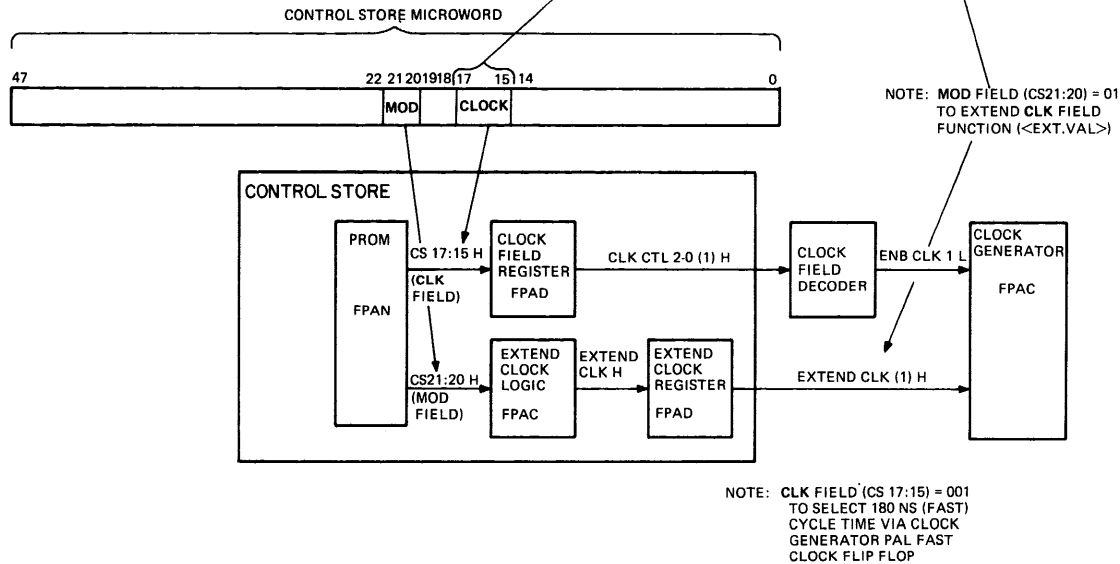 CONTROL STORE MICROWORD
47 22 21 20 19 18 17 15 14 0
MOD CLOCK
NOTE: MOD FIELD (CS21:20) = 01
TO EXTEND CLK FIELD
FUNCTION (<EXT.VAL>)
CONTROL STORE
PROM
FPAN
CS 17:15 H
(CLK
FIELD)
CLOCK
FIELD
REGISTER
FPAD
CLK CTL 2-0 (1) H
CLOCK
FIELD
DECODER
ENB CLK 1 L
CLOCK
GENERATOR
FPAC
CS21:20 H
(MOD
FIELD)
EXTEND
CLOCK
LOGIC
FPAC
EXTEND
CLK H
EXTEND
CLOCK
REGISTER
FPAD
EXTEND CLK (1) H
NOTE: CLK FIELD (CS 17:15) = 001
TO SELECT 180 NS (FAST)
CYCLE TIME VIA CLOCK
GENERATOR PAL FAST
CLOCK FLIP FLOP